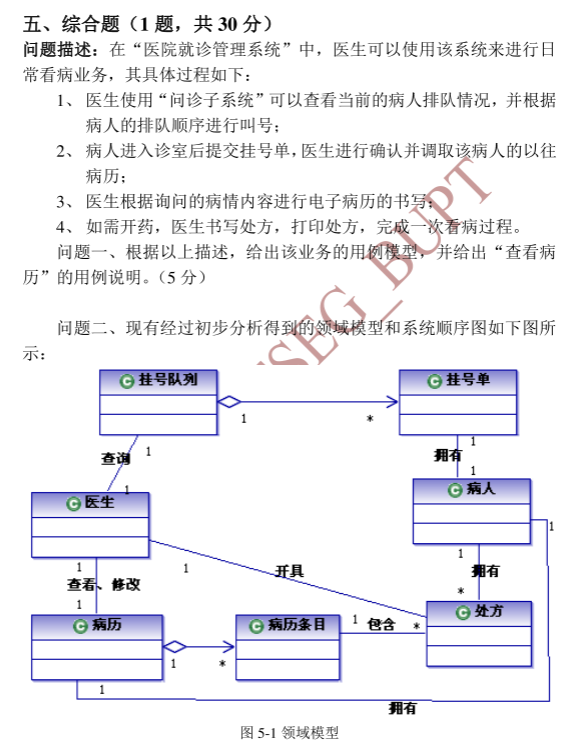 五、综合题（1 题，共 30 分）
问题描述：在“医院就诊管理系统”中，医生可以使用该系统来进行日
常看病业务，其具体过程如下：
1、 医生使用“问诊子系统”可以查看当前的病人排队情况，并根据
病人的排队顺序进行叫号；
2、 病人进入诊室后提交挂号单，医生进行确认并调取该病人的以往
病历；
3、 医生根据询问的病情内容进行电子病历的书写；
4、 如需开药，医生书写处方，打印处方，完成一次看病过程。
问题一、根据以上描述，给出该业务的用例模型，并给出“查看病
历”的用例说明。（5 分）
问题二、现有经过初步分析得到的领域模型和系统顺序图如下图所
示：
TSEG_BUPT
C 挂号队列
C 挂号单
1
*
1
查询
1
拥有
1
1
C 医生
C 病人
1
1
1
查看、修改
1
开具
1
拥有
*
C 病历
C 病历条目
1
包含
*
C 处方
1
*
1
拥有
图 5-1 领域模型